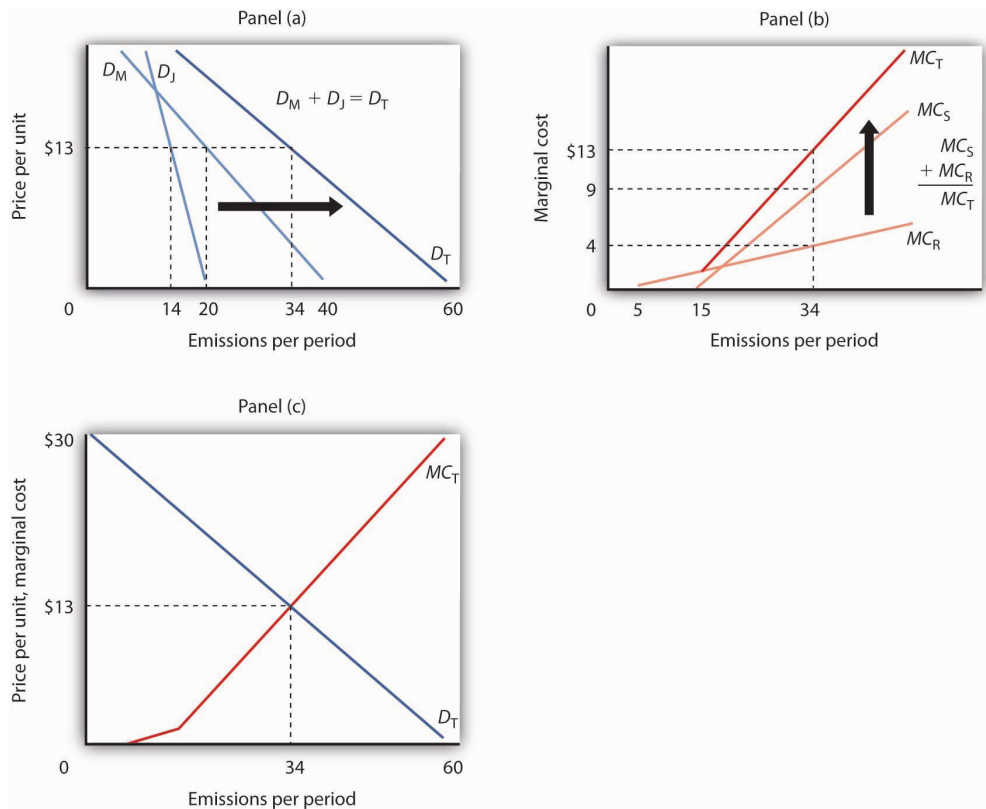 Panel (a)
Price per unit
D_M
D_J
D_M + D_J = D_T
$13
D_T
0
14
20
34
40
60
Emissions per period
Panel (b)
Marginal cost
MC_T
MC_S
$13
MC_S
+ MC_R
MC_T
9
4
MC_R
0
5
15
34
Emissions per period
Panel (c)
Price per unit, marginal cost
$30
MC_T
$13
D_T
0
34
60
Emissions per period